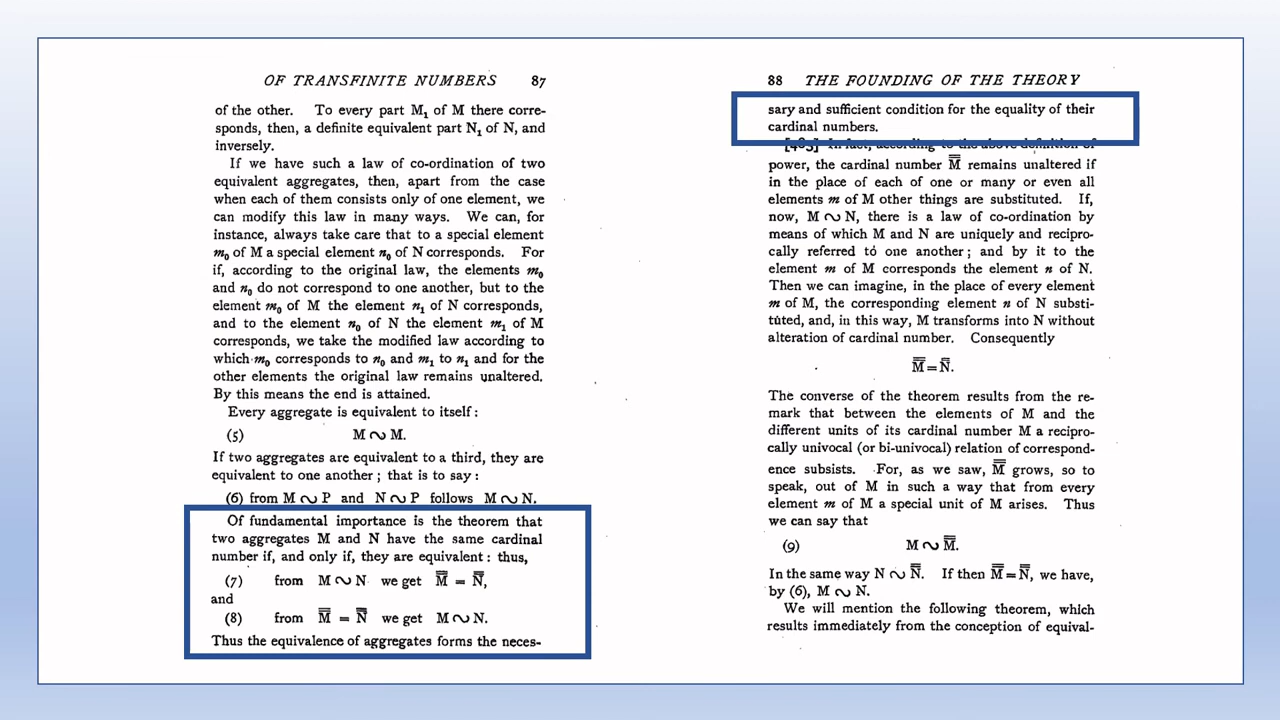 OF TRANSFINITE NUMBERS 87
of the other. To every part M₁ of M there corre-
sponds, then, a definite equivalent part N₁ of N, and
inversely.
If we have such a law of co-ordination of two
equivalent aggregates, then, apart from the case
when each of them consists only of one element, we
can modify this law in many ways. We can, for
instance, always take care that to a special element
m₀ of M a special element n₀ of N corresponds. For
if, according to the original law, the elements m₀
and n₀ do not correspond to one another, but to the
element m₀ of M the element n₁ of N corresponds,
and to the element n₀ of N the element m₁ of M
corresponds, we take the modified law according to
which m₀ corresponds to n₀ and m₁ to n₁ and for the
other elements the original law remains unaltered.
By this means the end is attained.
Every aggregate is equivalent to itself:
(5) M ∾ M.
If two aggregates are equivalent to a third, they are
equivalent to one another; that is to say:
(6) from M ∾ P and N ∾ P follows M ∾ N.
Of fundamental importance is the theorem that
two aggregates M and N have the same cardinal
number if, and only if, they are equivalent: thus,
(7) from M ∾ N we get M̿ = N̿,
and
(8) from M̿ = N̿ we get M ∾ N.
Thus the equivalence of aggregates forms the neces-
88 THE FOUNDING OF THE THEORY
sary and sufficient condition for the equality of their
cardinal numbers.
[483] In fact, according to the above definition of
power, the cardinal number M̿ remains unaltered if
in the place of each of one or many or even all
elements m of M other things are substituted. If,
now, M ∾ N, there is a law of co-ordination by
means of which M and N are uniquely and recipro-
cally referred to one another; and by it to the
element m of M corresponds the element n of N.
Then we can imagine, in the place of every element
m of M, the corresponding element n of N substi-
tuted, and, in this way, M transforms into N without
alteration of cardinal number. Consequently
M̿ = N̿.
The converse of the theorem results from the re-
mark that between the elements of M and the
different units of its cardinal number M a recipro-
cally univocal (or bi-univocal) relation of correspond-
ence subsists. For, as we saw, M̿ grows, so to
speak, out of M in such a way that from every
element m of M a special unit of M arises. Thus
we can say that
(9) M ∾ M̿.
In the same way N ∾ N̿. If then M̿ = N̿, we have,
by (6), M ∾ N.
We will mention the following theorem, which
results immediately from the conception of equival-